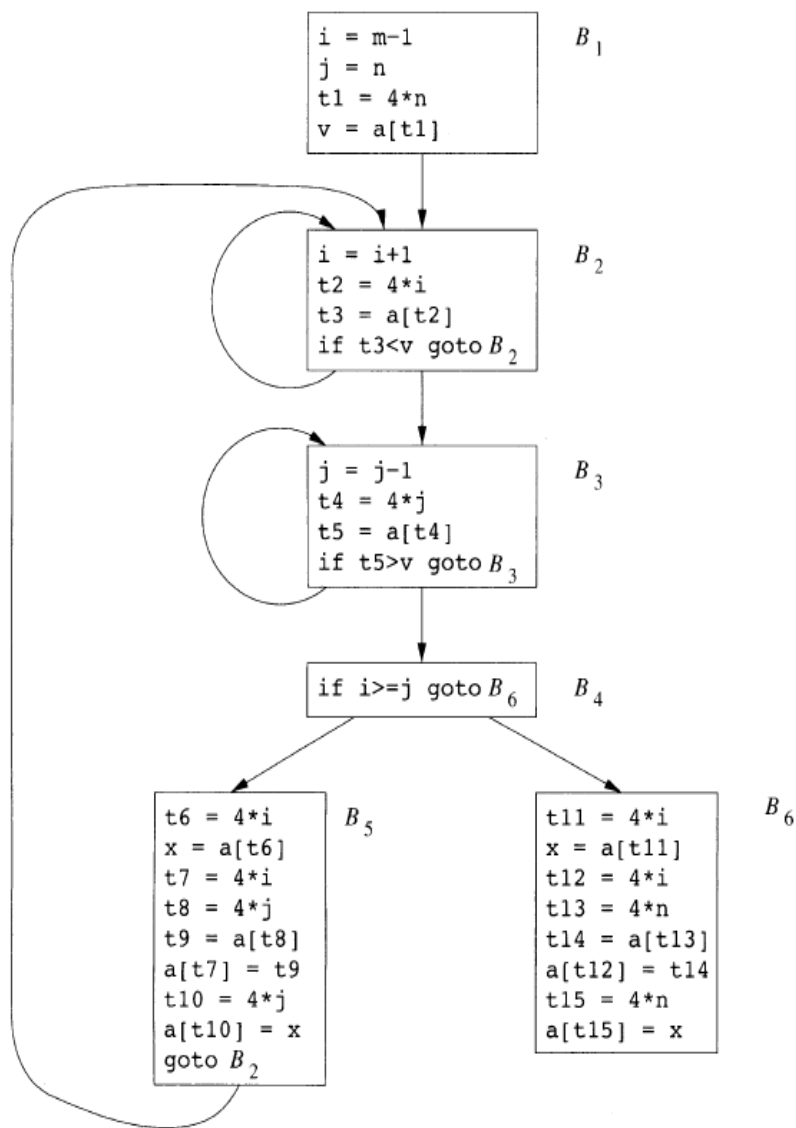 i = m-1
j = n
t1 = 4*n
v = a[t1]
B1
i = i+1
t2 = 4*i
t3 = a[t2]
if t3<v goto B2
B2
j = j-1
t4 = 4*j
t5 = a[t4]
if t5>v goto B3
B3
if i>=j goto B6
B4
t6 = 4*i
x = a[t6]
t7 = 4*i
t8 = 4*j
t9 = a[t8]
a[t7] = t9
t10 = 4*j
a[t10] = x
goto B2
B5
t11 = 4*i
x = a[t11]
t12 = 4*i
t13 = 4*n
t14 = a[t13]
a[t12] = t14
t15 = 4*n
a[t15] = x
B6